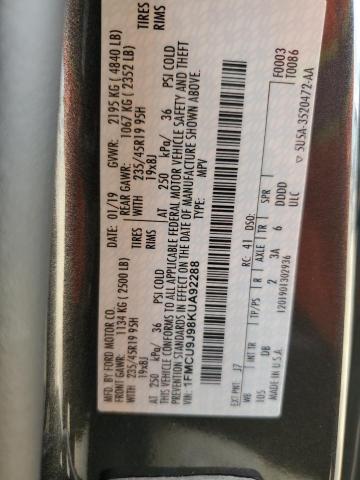 MFD. BY FORD MOTOR CO.
DATE: 01/19 GVWR: 2195 KG ( 4840 LB)
FRONT GAWR: 1134 KG ( 2500 LB) REAR GAWR: 1067 KG ( 2352 LB)
WITH 235/45R19 95H TIRES WITH 235/45R19 95H TIRES
19x8J RIMS 19x8J RIMS
AT 250 kPa/ 36 PSI COLD AT 250 kPa/ 36 PSI COLD
THIS VEHICLE CONFORMS TO ALL APPLICABLE FEDERAL MOTOR VEHICLE SAFETY AND THEFT
PREVENTION STANDARDS IN EFFECT ON THE DATE OF MANUFACTURE SHOWN ABOVE.
VIN: 1FMCU9J98KUA92288 TYPE: MPV
F0003
F0086
EXT PNT: J7 RC: 41 DSO:
WB INT TR TP/PS R AXLE TR SPR
105 DB 2 3A 6 DDDD
MADE IN U.S.A. ULC
1201901302936 5U5A-3520472-AA